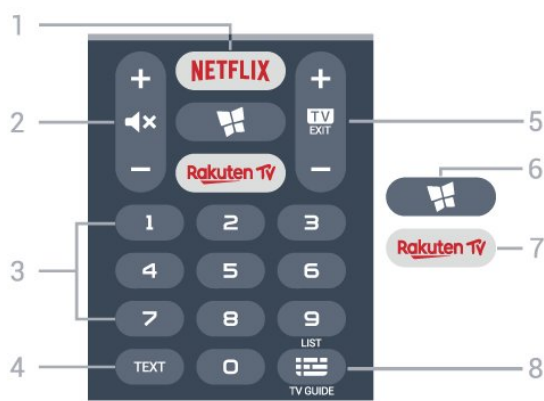 1
NETFLIX
+ +
2
TV
EXIT
5
6
− −
Rakuten TV
Rakuten TV
7
1 2 3
3
4 5 6
7 8 9
LIST
4
TEXT 0
8
TV GUIDE